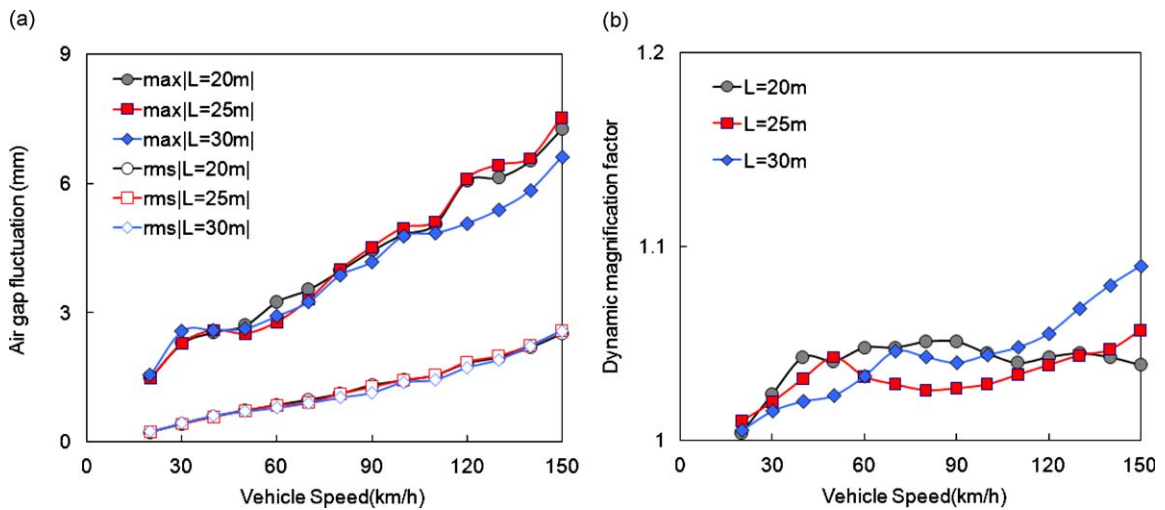 (a)
Air gap fluctuation (mm)
9
6
3
0
max|L=20m|
max|L=25m|
max|L=30m|
rms|L=20m|
rms|L=25m|
rms|L=30m|
0 30 60 90 120 150
Vehicle Speed(km/h)
(b)
Dynamic magnification factor
1.2
1.1
1
L=20m
L=25m
L=30m
0 30 60 90 120 150
Vehicle Speed(km/h)